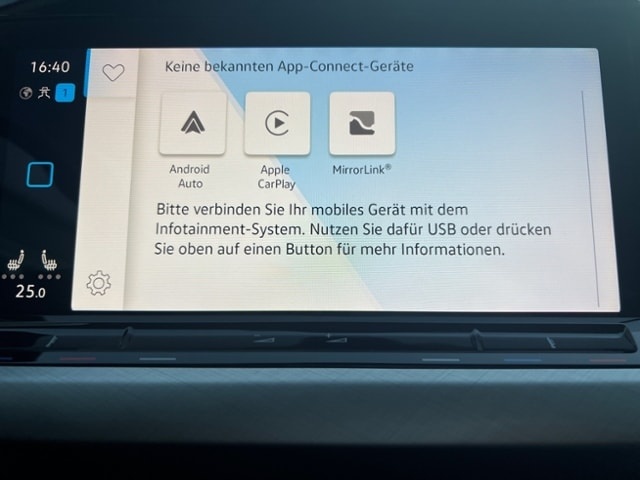 16:40
Keine bekannten App-Connect-Geräte
1
Android
Auto
Apple
CarPlay
MirrorLink®
Bitte verbinden Sie Ihr mobiles Gerät mit dem
Infotainment-System. Nutzen Sie dafür USB oder drücken
Sie oben auf einen Button für mehr Informationen.
25.0